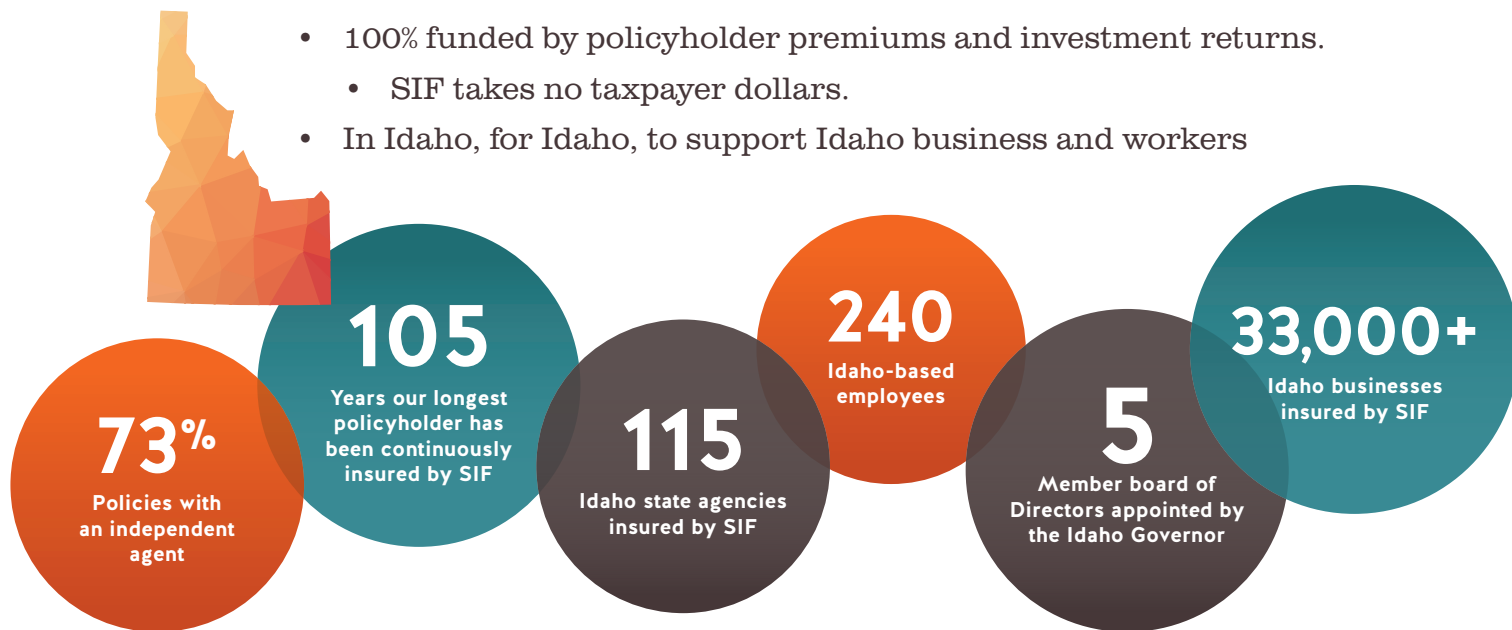 • 100% funded by policyholder premiums and investment returns.
• SIF takes no taxpayer dollars.
• In Idaho, for Idaho, to support Idaho business and workers
73%
Policies with
an independent
agent
105
Years our longest
policyholder has
been continuously
insured by SIF
115
Idaho state agencies
insured by SIF
240
Idaho-based
employees
5
Member board of
Directors appointed by
the Idaho Governor
33,000+
Idaho businesses
insured by SIF